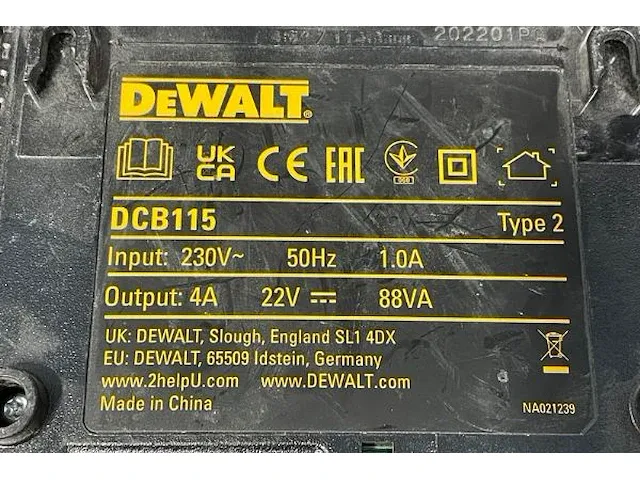 202201P
DEWALT®
UK CA CE EAC
DCB115 Type 2
Input: 230V~ 50Hz 1.0A
Output: 4A 22V 88VA
UK: DEWALT, Slough, England SL1 4DX
EU: DEWALT, 65509 Idstein, Germany
www.2helpU.com www.DEWALT.com
Made in China NA021239